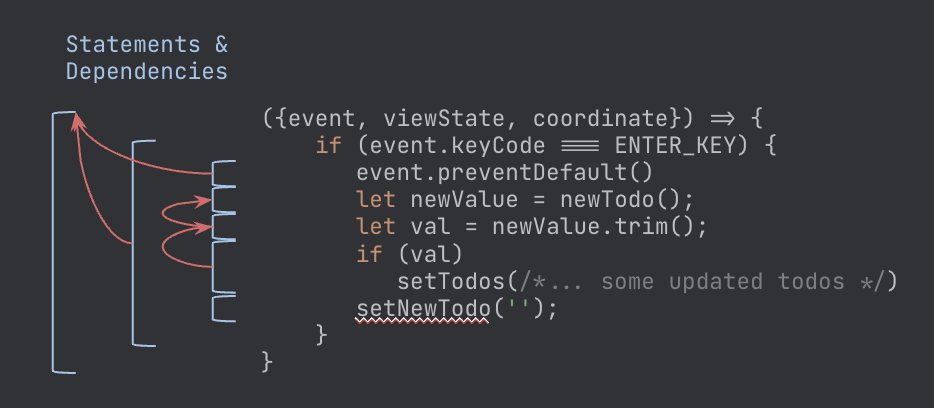 Statements &
Dependencies
({event, viewState, coordinate}) => {
if (event.keyCode === ENTER_KEY) {
event.preventDefault()
let newValue = newTodo();
let val = newValue.trim();
if (val)
setTodos(/*... some updated todos */)
setNewTodo('');
}
}